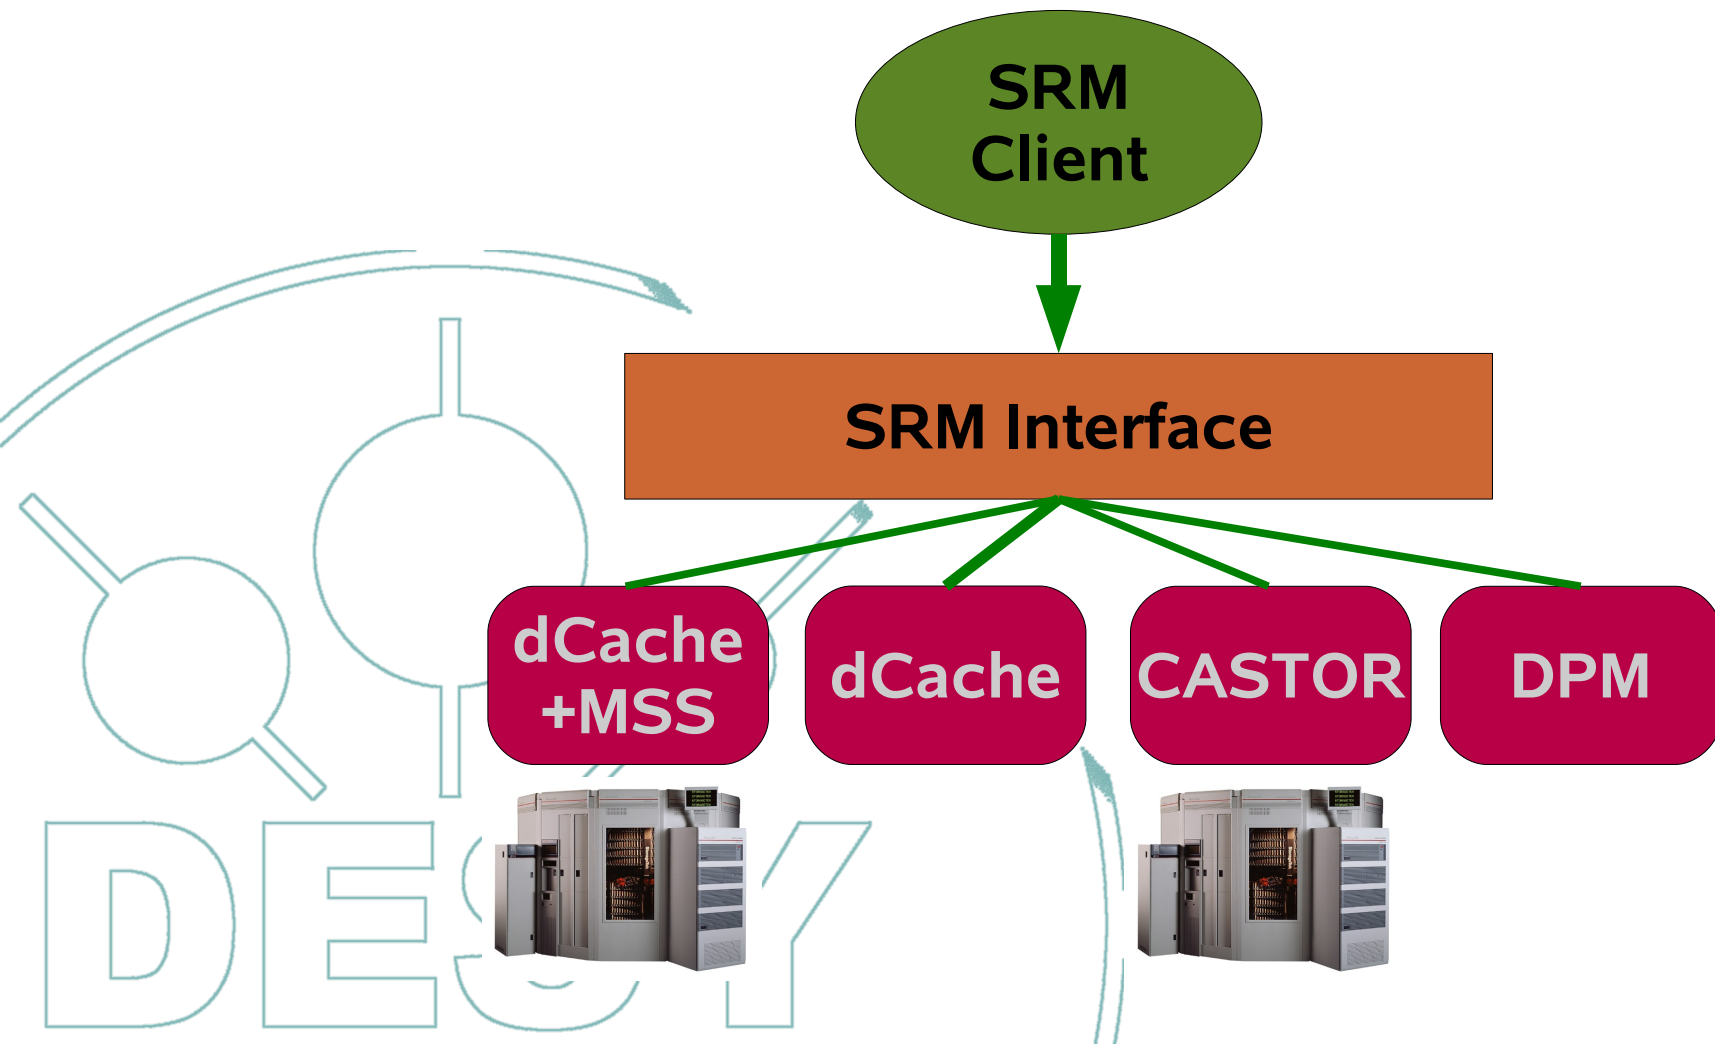 SRM
Client
SRM Interface
dCache
+MSS
dCache
CASTOR
DPM
DESY